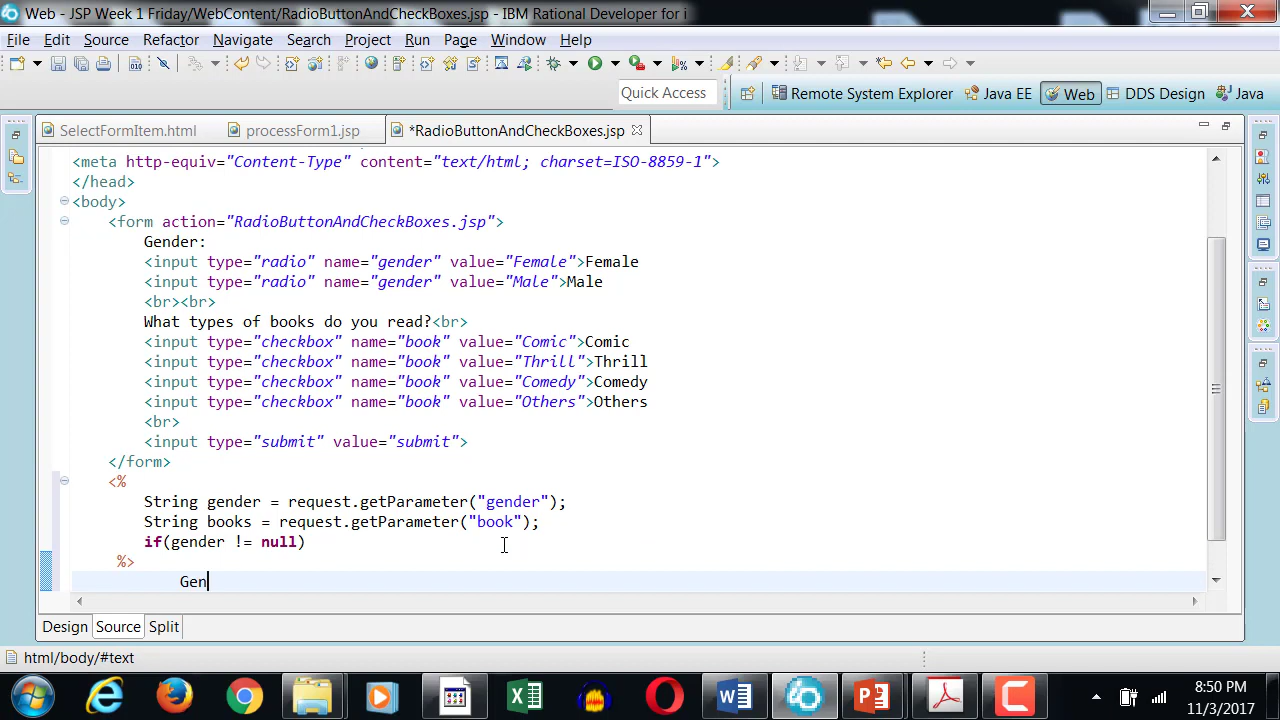 Web - JSP Week 1 Friday/WebContent/RadioButtonAndCheckBoxes.jsp - IBM Rational Developer for i
File Edit Source Refactor Navigate Search Project Run Page Window Help
Quick Access Remote System Explorer Java EE Web DDS Design Java
SelectFormItem.html processForm1.jsp *RadioButtonAndCheckBoxes.jsp
<meta http-equiv="Content-Type" content="text/html; charset=ISO-8859-1">
</head>
<body>
<form action="RadioButtonAndCheckBoxes.jsp">
Gender:
<input type="radio" name="gender" value="Female">Female
<input type="radio" name="gender" value="Male">Male
<br><br>
What types of books do you read?<br>
<input type="checkbox" name="book" value="Comic">Comic
<input type="checkbox" name="book" value="Thrill">Thrill
<input type="checkbox" name="book" value="Comedy">Comedy
<input type="checkbox" name="book" value="Others">Others
<br>
<input type="submit" value="submit">
</form>
<%
String gender = request.getParameter("gender");
String books = request.getParameter("book");
if(gender != null)
%>
Gen
Design Source Split
html/body/#text
8:50 PM
11/3/2017